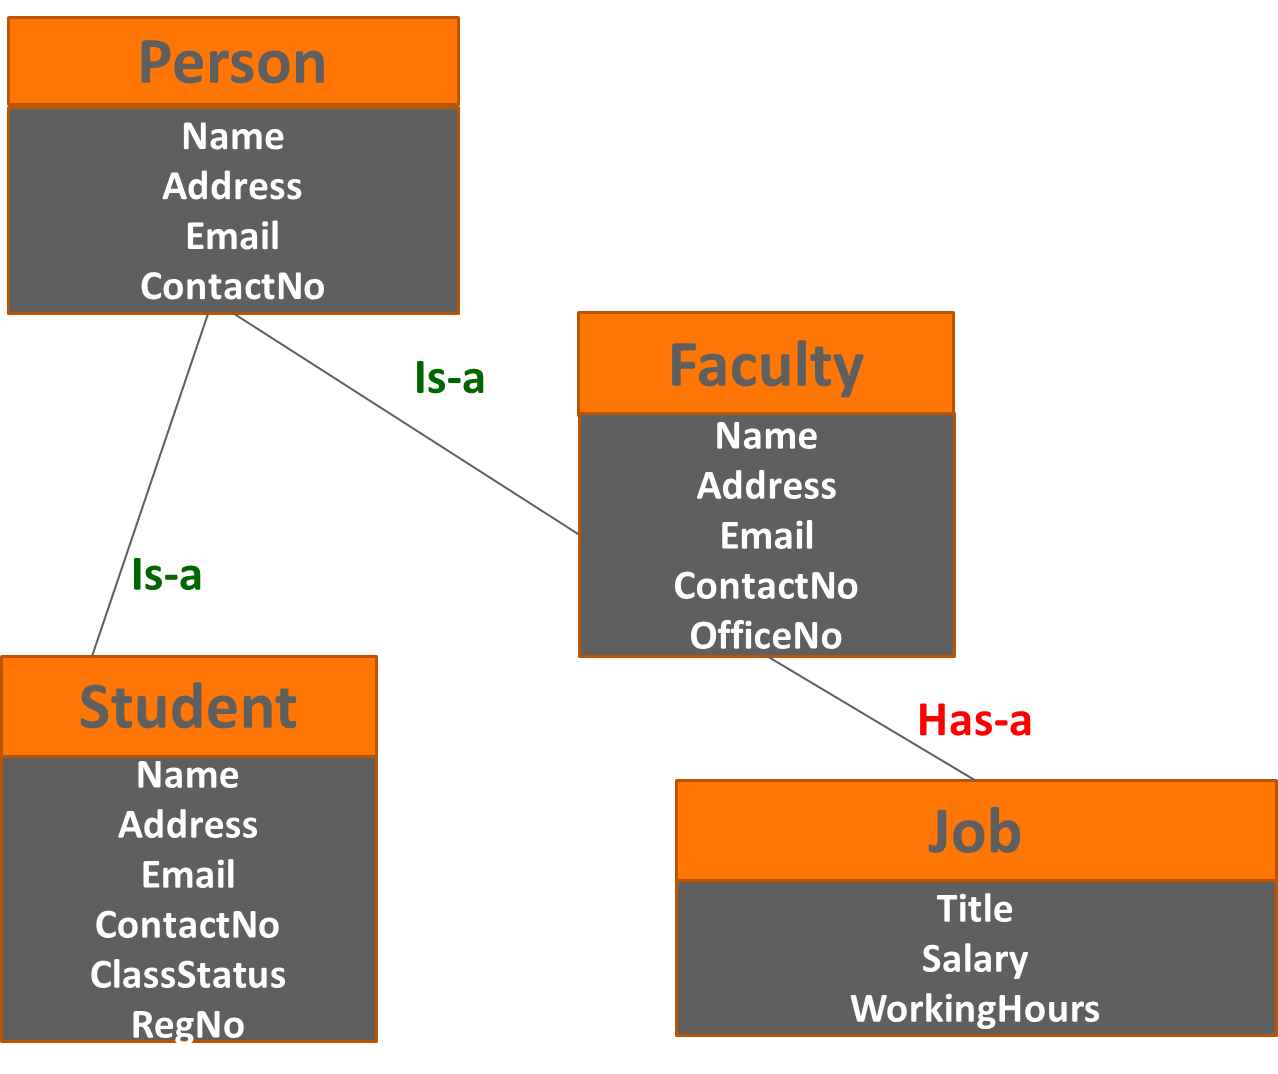 Person
Name
Address
Email
ContactNo
Is-a
Faculty
Name
Address
Email
ContactNo
OfficeNo
Is-a
Student
Name
Address
Email
ContactNo
ClassStatus
RegNo
Has-a
Job
Title
Salary
WorkingHours